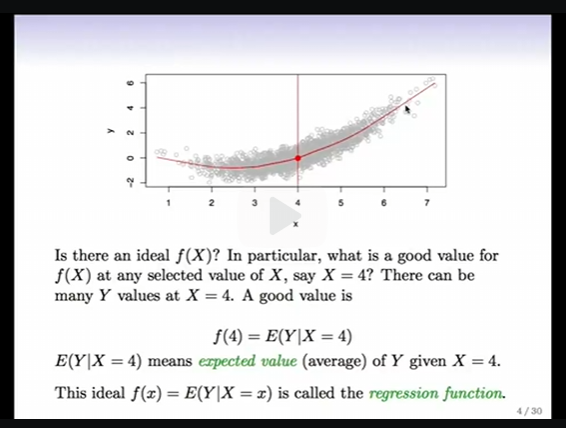 6
4
2
0
-2
y
1 2 3 4 5 6 7
x
Is there an ideal f(X)? In particular, what is a good value for
f(X) at any selected value of X, say X = 4? There can be
many Y values at X = 4. A good value is
f(4) = E(Y|X = 4)
E(Y|X = 4) means expected value (average) of Y given X = 4.
This ideal f(x) = E(Y|X = x) is called the regression function.
4 / 30